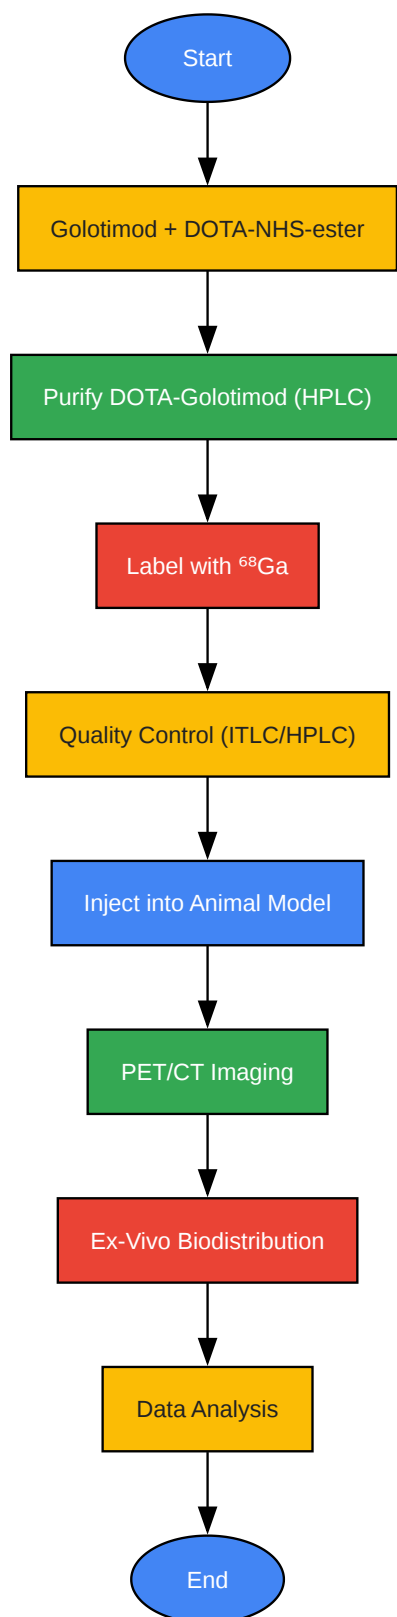 Start
Golotimod + DOTA-NHS-ester
Purify DOTA-Golotimod (HPLC)
Label with ⁶⁸Ga
Quality Control (ITLC/HPLC)
Inject into Animal Model
PET/CT Imaging
Ex-Vivo Biodistribution
Data Analysis
End